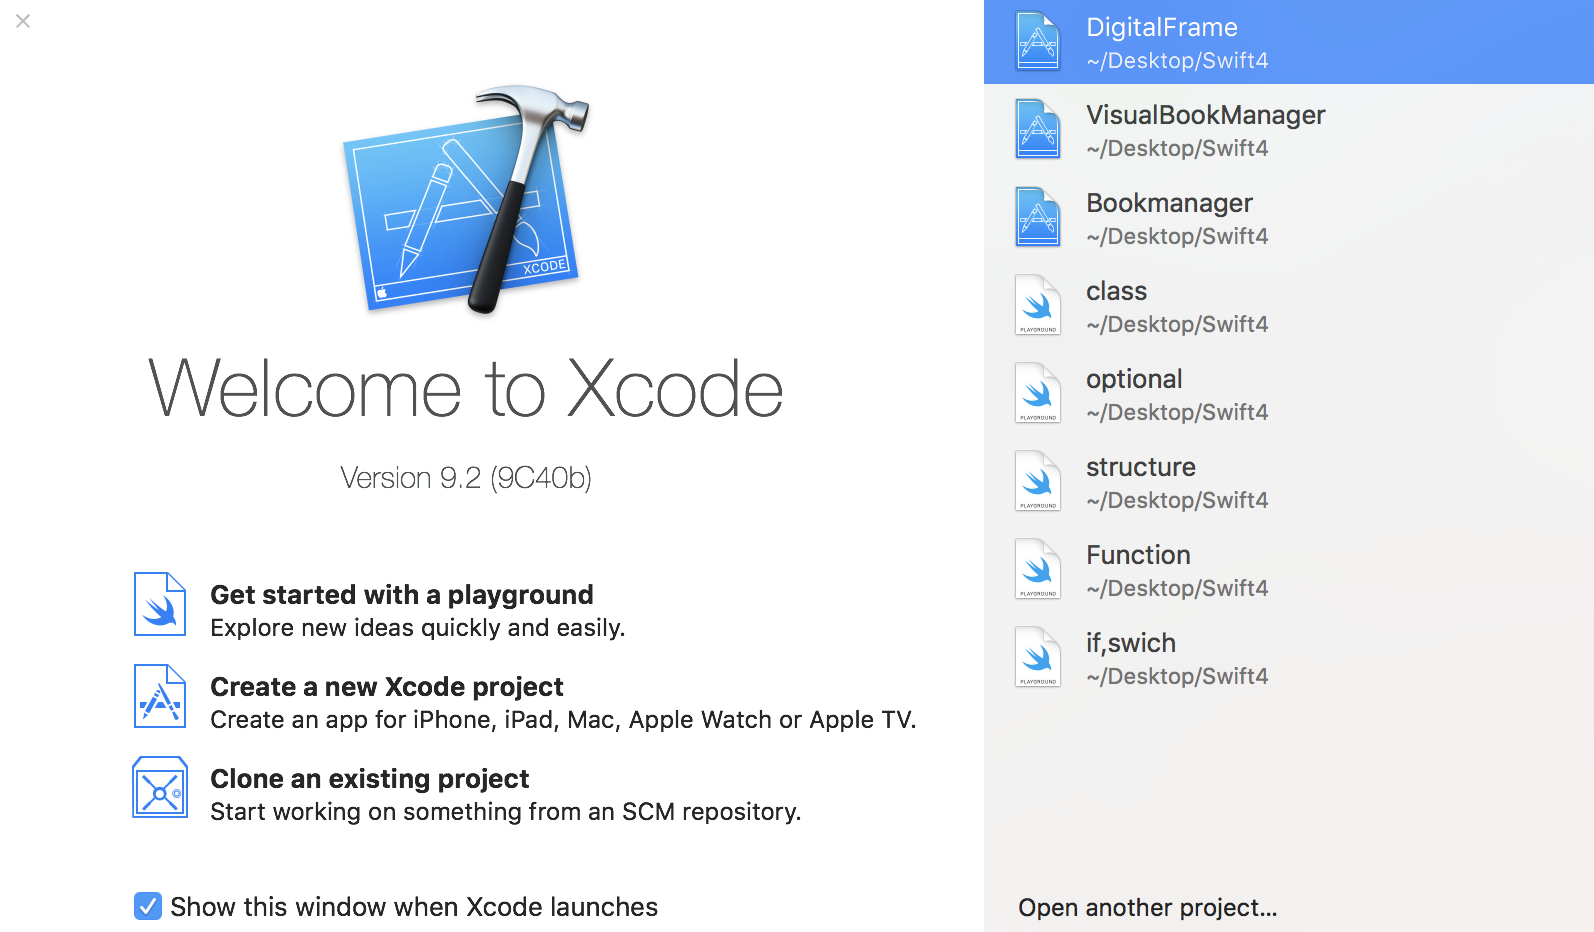 XCODE
Welcome to Xcode
Version 9.2 (9C40b)
Get started with a playground
Explore new ideas quickly and easily.
Create a new Xcode project
Create an app for iPhone, iPad, Mac, Apple Watch or Apple TV.
Clone an existing project
Start working on something from an SCM repository.
Show this window when Xcode launches
DigitalFrame
~/Desktop/Swift4
VisualBookManager
~/Desktop/Swift4
Bookmanager
~/Desktop/Swift4
class
~/Desktop/Swift4
PLAYGROUND
optional
~/Desktop/Swift4
PLAYGROUND
structure
~/Desktop/Swift4
PLAYGROUND
Function
~/Desktop/Swift4
PLAYGROUND
if,swich
~/Desktop/Swift4
PLAYGROUND
Open another project...